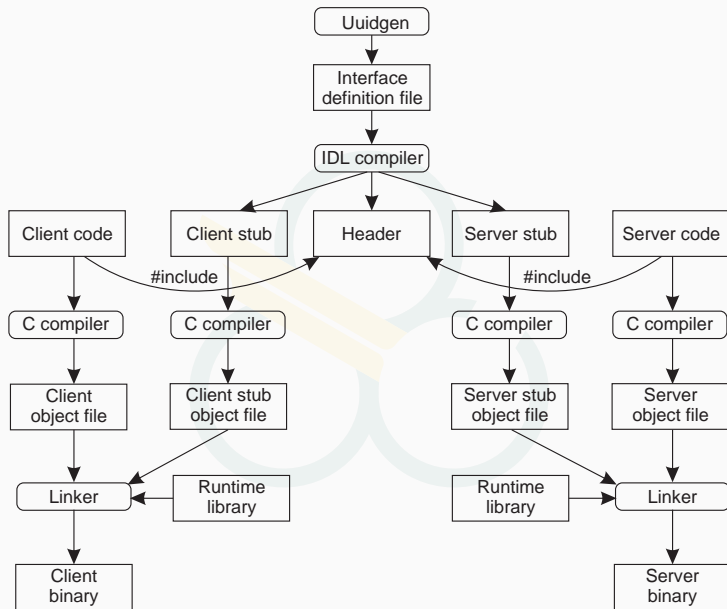 Uuidgen
Interface
definition file
IDL compiler
Client code
Client stub
Header
Server stub
Server code
#include
#include
C compiler
C compiler
C compiler
C compiler
Client
object file
Client stub
object file
Server stub
object file
Server
object file
Linker
Runtime
library
Runtime
library
Linker
Client
binary
Server
binary